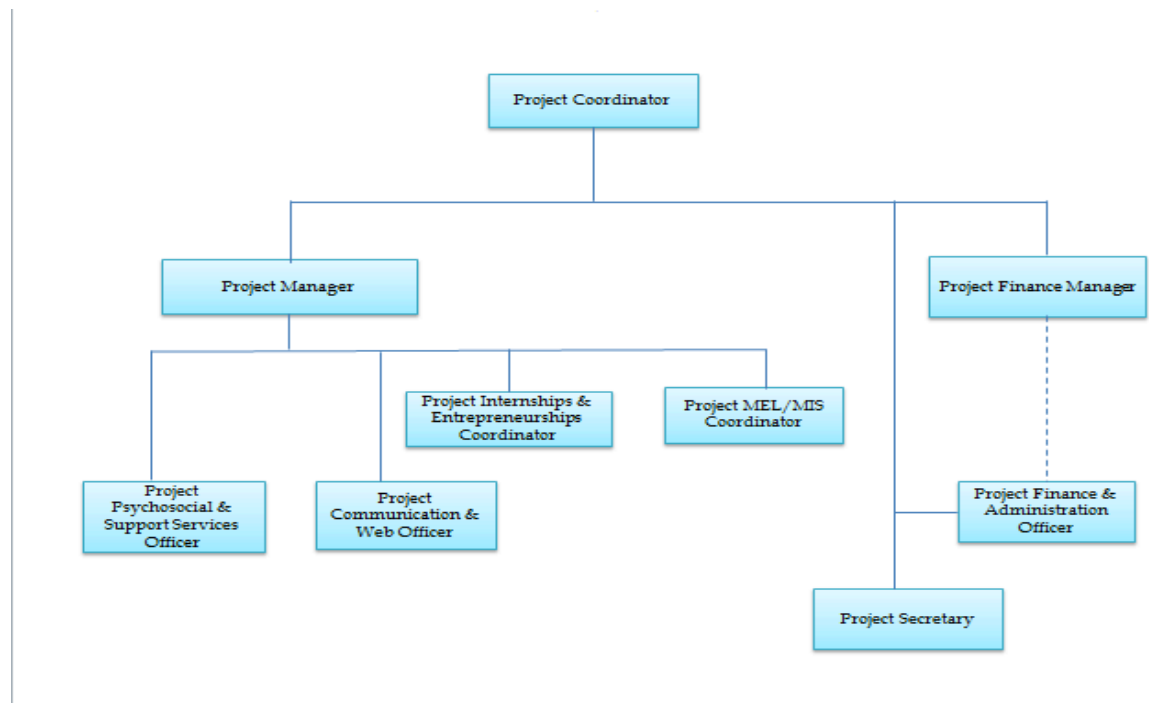 Project Coordinator
Project Manager
Project Finance Manager
Project Internships &
Entrepreneurships
Coordinator
Project MEL/MIS
Coordinator
Project
Psychosocial &
Support Services
Officer
Project
Communication &
Web Officer
Project Finance &
Administration
Officer
Project Secretary